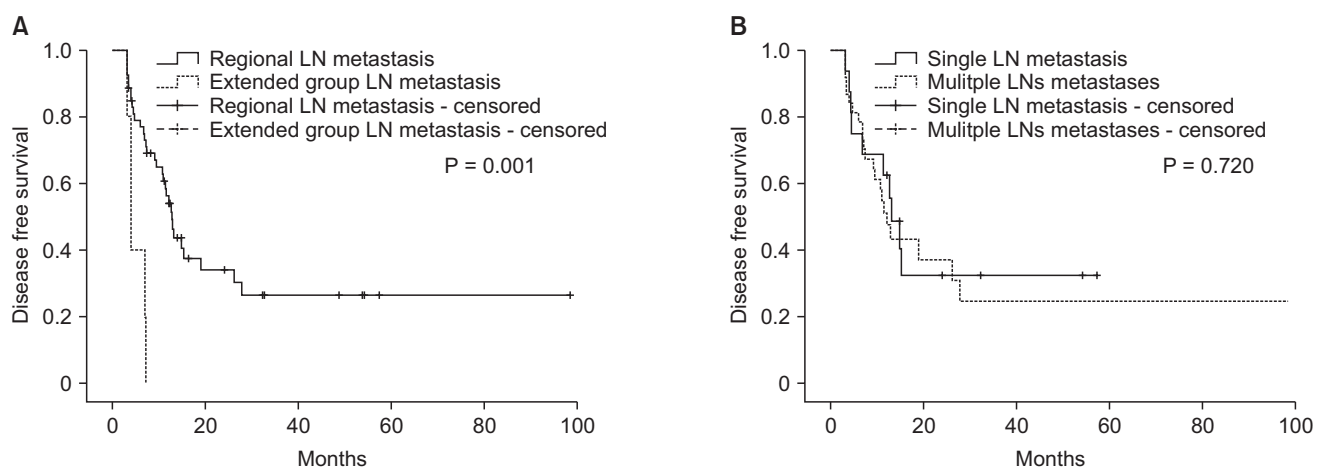 A
Disease free survival
1.0
0.8
0.6
0.4
0.2
0
Regional LN metastasis
Extended group LN metastasis
Regional LN metastasis - censored
Extended group LN metastasis - censored
P = 0.001
0 20 40 60 80 100
Months
B
Disease free survival
1.0
0.8
0.6
0.4
0.2
0
Single LN metastasis
Mulitple LNs metastases
Single LN metastasis - censored
Mulitple LNs metastases - censored
P = 0.720
0 20 40 60 80 100
Months